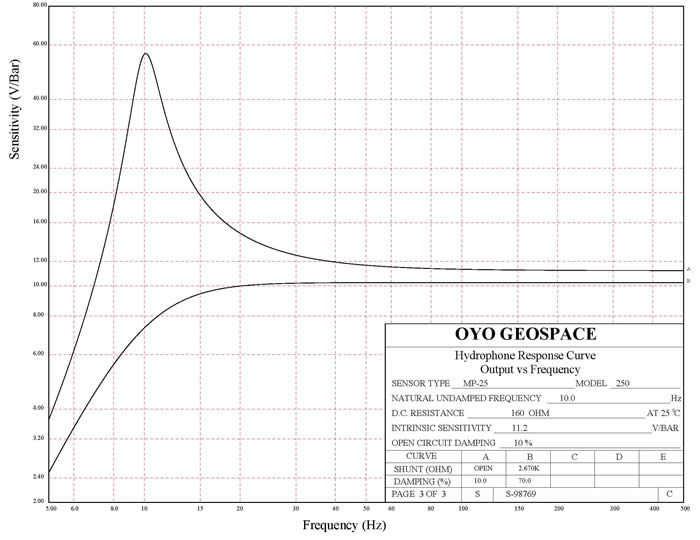 Sensitivity (V/Bar)
80.00
60.00
40.00
32.00
24.00
20.00
16.00
12.00
10.00
8.00
6.00
4.00
3.20
2.40
2.00
A
B
OYO GEOSPACE
Hydrophone Response Curve
Output vs Frequency
SENSOR TYPE MP-25 MODEL 250
NATURAL UNDAMPED FREQUENCY 10.0 Hz
D.C. RESISTANCE 160 OHM AT 25 °C
INTRINSIC SENSITIVITY 11.2 V/BAR
OPEN CIRCUIT DAMPING 10 %
CURVE A B C D E
SHUNT (OHM) OPEN 2.670K
DAMPING (%) 10.0 70.0
PAGE 3 OF 3 S S-98769 C
5.00 6.0 8.0 10 15 20 30 40 50 60 80 100 150 200 300 400 500
Frequency (Hz)